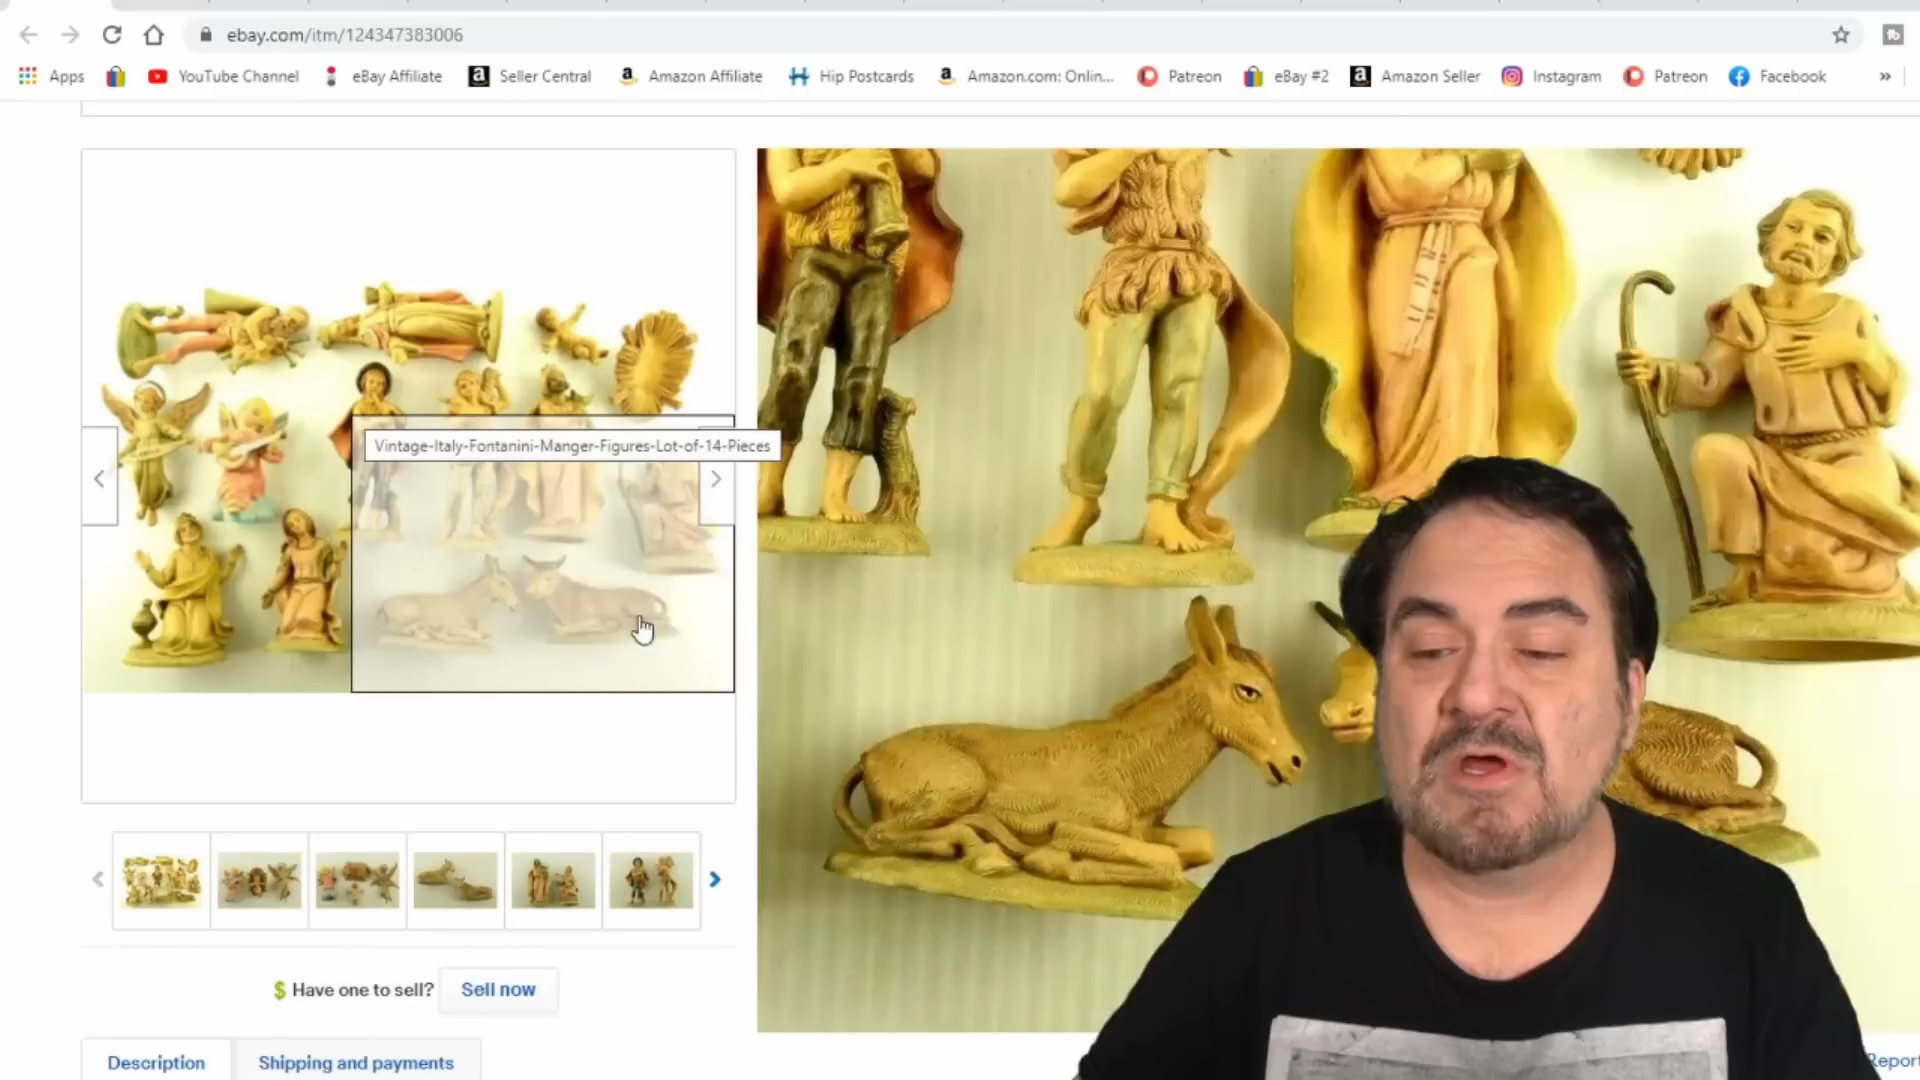 ebay.com/itm/124347383006
Apps YouTube Channel eBay Affiliate Seller Central Amazon Affiliate Hip Postcards Amazon.com: Onlin... Patreon eBay #2 Amazon Seller Instagram Patreon Facebook »
Vintage-Italy-Fontanini-Manger-Figures-Lot-of-14-Pieces
$ Have one to sell? Sell now
Description Shipping and payments
Report